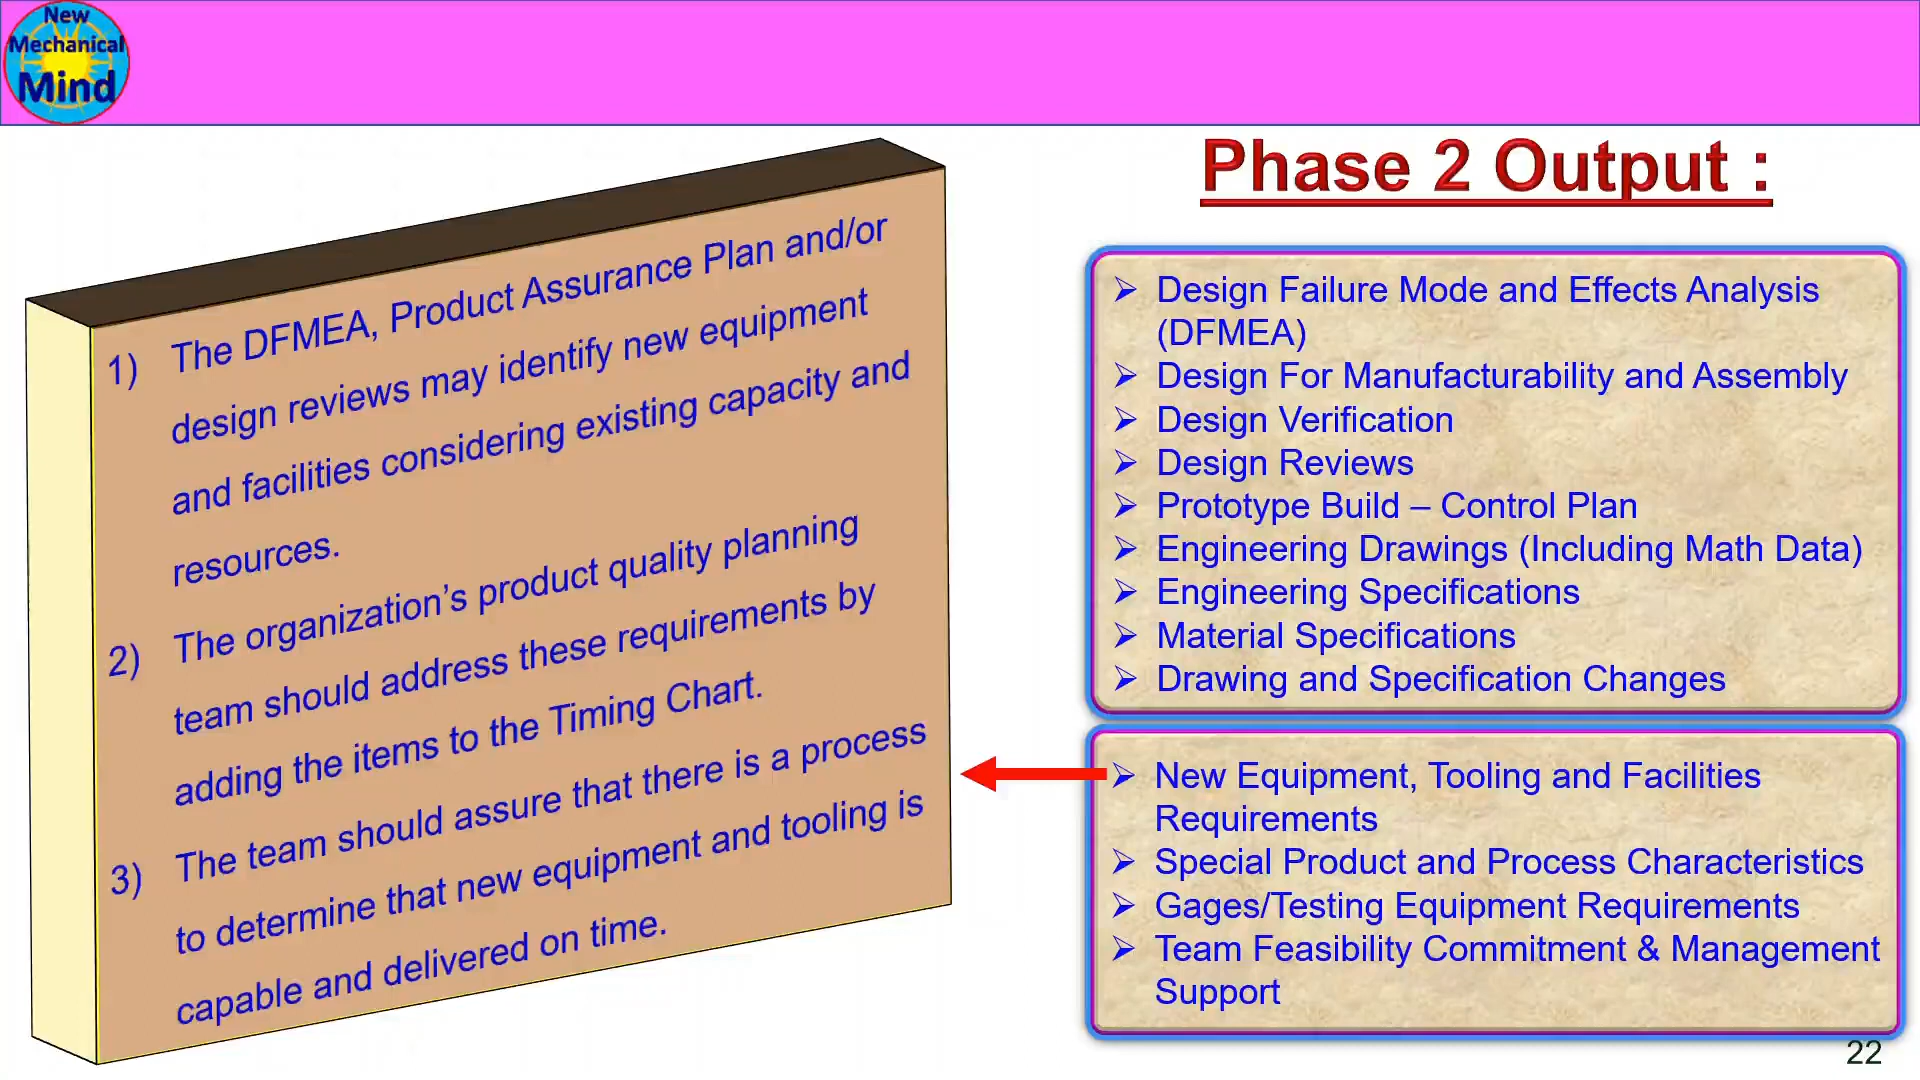 New
Mechanical
Mind
Phase 2 Output :
1) The DFMEA, Product Assurance Plan and/or
design reviews may identify new equipment
and facilities considering existing capacity and
resources.
2) The organization’s product quality planning
team should address these requirements by
adding the items to the Timing Chart.
3) The team should assure that there is a process
to determine that new equipment and tooling is
capable and delivered on time.
➢ Design Failure Mode and Effects Analysis
(DFMEA)
➢ Design For Manufacturability and Assembly
➢ Design Verification
➢ Design Reviews
➢ Prototype Build – Control Plan
➢ Engineering Drawings (Including Math Data)
➢ Engineering Specifications
➢ Material Specifications
➢ Drawing and Specification Changes
➢ New Equipment, Tooling and Facilities
Requirements
➢ Special Product and Process Characteristics
➢ Gages/Testing Equipment Requirements
➢ Team Feasibility Commitment & Management
Support
22